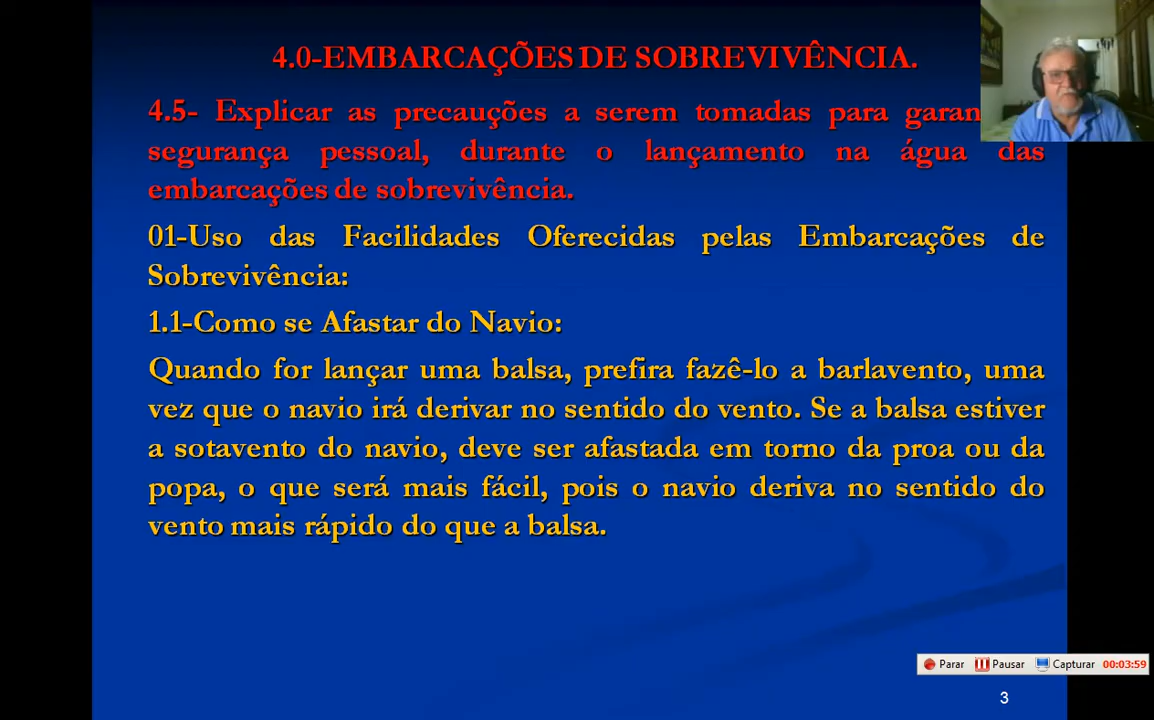 4.0-EMBARCAÇÕES DE SOBREVIVÊNCIA.
4.5- Explicar as precauções a serem tomadas para garan
segurança pessoal, durante o lançamento na água das
embarcações de sobrevivência.
01-Uso das Facilidades Oferecidas pelas Embarcações de
Sobrevivência:
1.1-Como se Afastar do Navio:
Quando for lançar uma balsa, prefira fazê-lo a barlavento, uma
vez que o navio irá derivar no sentido do vento. Se a balsa estiver
a sotavento do navio, deve ser afastada em torno da proa ou da
popa, o que será mais fácil, pois o navio deriva no sentido do
vento mais rápido do que a balsa.
Parar Pausar Capturar 00:03:59
3